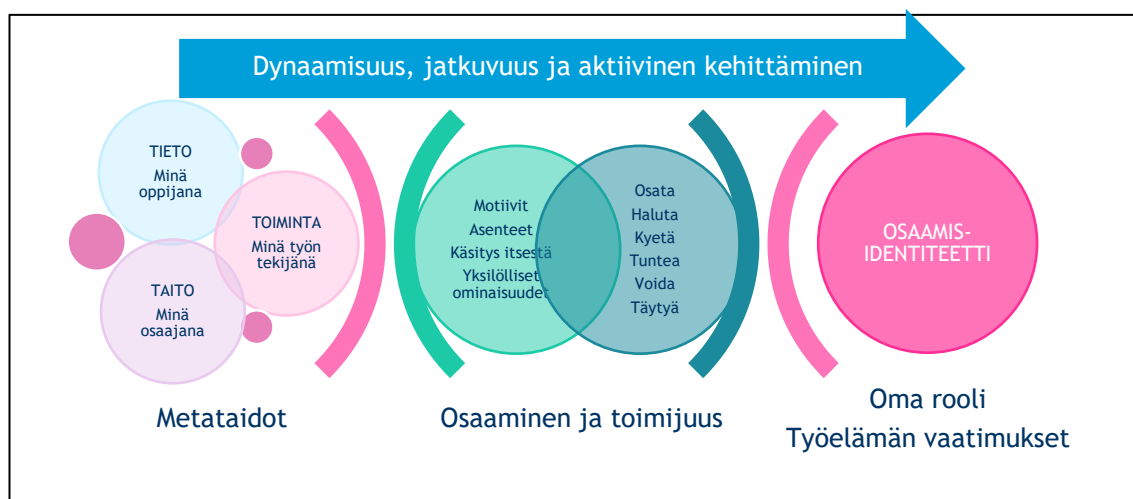 Dynaamisuus, jatkuvuus ja aktiivinen kehittäminen
TIETO
Minä
oppijana
TOIMINTA
Minä työn
tekijänä
TAITO
Minä
osaajana
Metataidot
Motiivit
Asenteet
Käsitys itsestä
Yksilölliset
ominaisuudet
Osata
Haluta
Kyetä
Tuntea
Voida
Täytyä
Osaaminen ja toimijuus
OSAAMIS-
IDENTITEETTI
Oma rooli
Työelämän vaatimukset